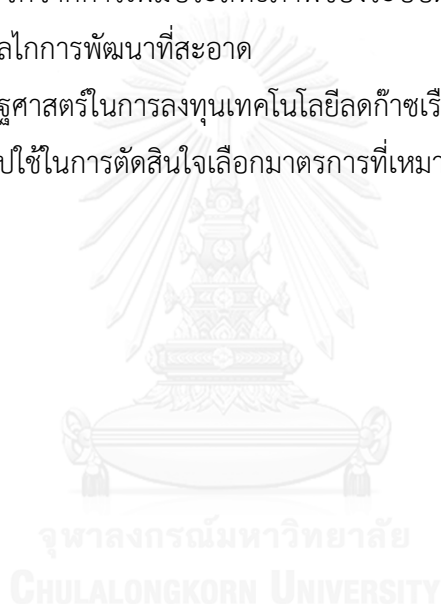 ลไกการพัฒนาที่สะอาด
ฐศาสตร์ในการลงทุนเทคโนโลยีลดก๊าซเรือ
ปใช้ในการตัดสินใจเลือกมาตรการที่เหมา
จุฬาลงกรณ์มหาวิทยาลัย
CHULALONGKORN UNIVERSITY